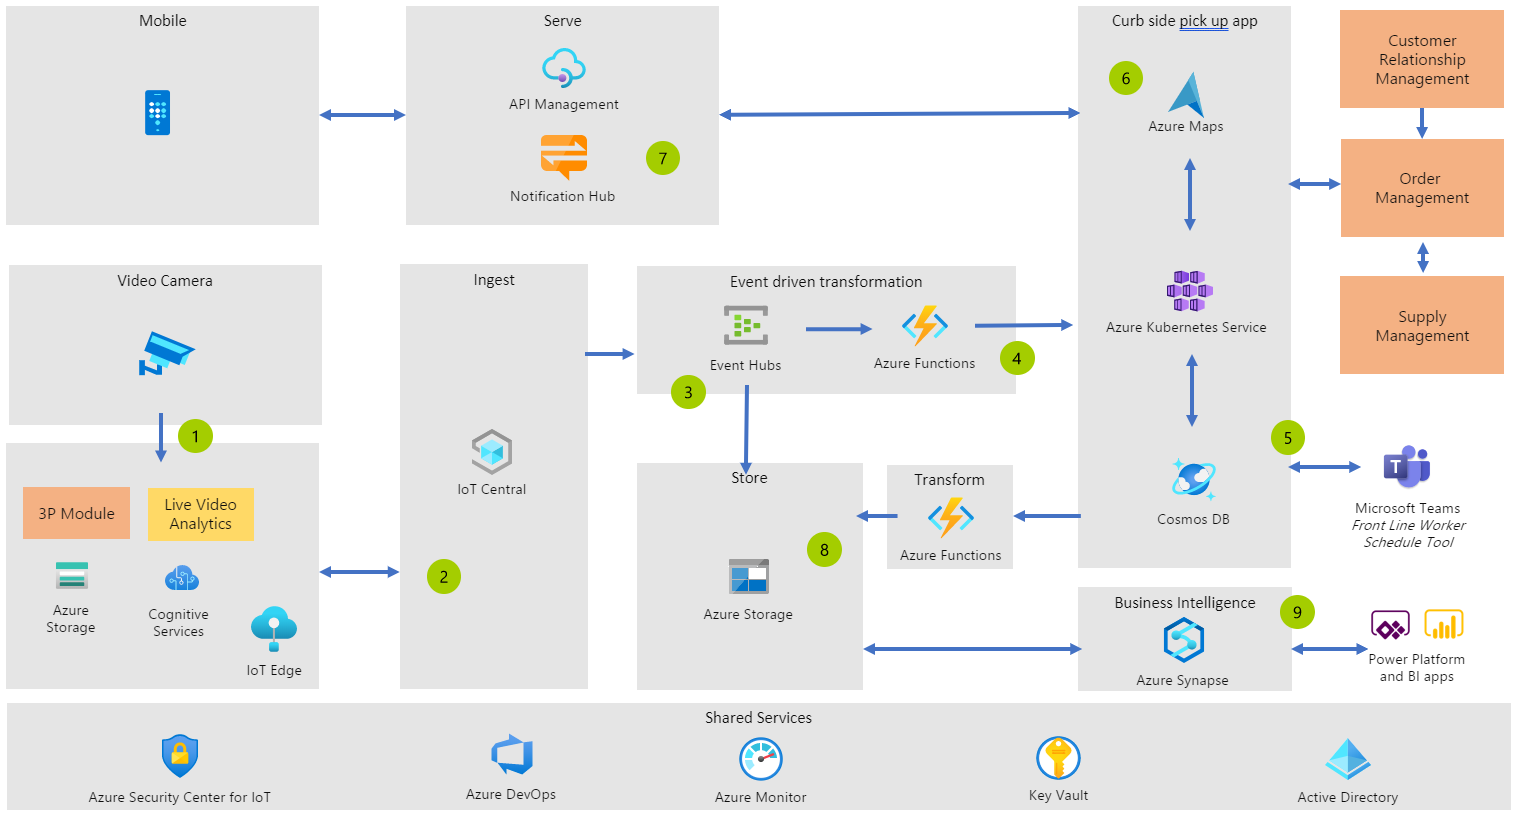 Mobile
Serve
API Management
Notification Hub
7
Curb side pick up app
6
Azure Maps
Azure Kubernetes Service
Cosmos DB
5
Customer
Relationship
Management
Order
Management
Supply
Management
Video Camera
1
3P Module
Live Video
Analytics
Azure
Storage
Cognitive
Services
IoT Edge
Ingest
IoT Central
2
Event driven transformation
Event Hubs
Azure Functions
3
4
Store
Azure Storage
8
Transform
Azure Functions
T
Microsoft Teams
Front Line Worker
Schedule Tool
Business Intelligence
Azure Synapse
9
Power Platform
and BI apps
Shared Services
Azure Security Center for IoT
Azure DevOps
Azure Monitor
Key Vault
Active Directory